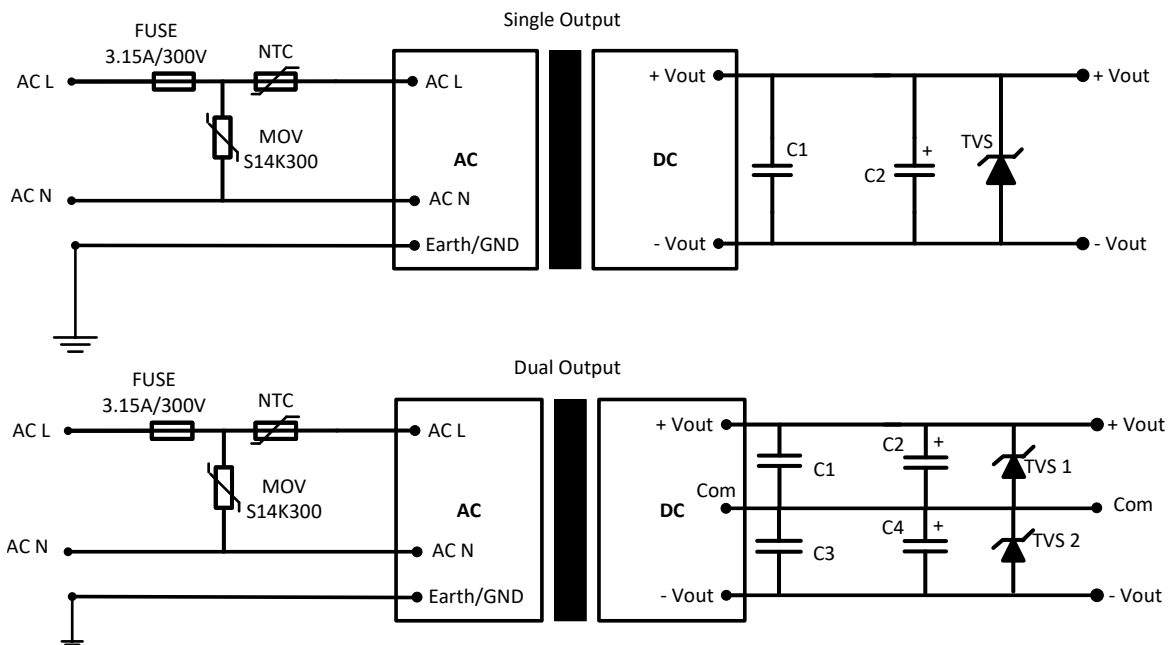 Single Output
FUSE
3.15A/300V
NTC
AC L
AC L
+ Vout
+ Vout
MOV
S14K300
AC
DC
C1
C2
+
TVS
AC N
AC N
Earth/GND
- Vout
- Vout
Dual Output
FUSE
3.15A/300V
NTC
AC L
AC L
+ Vout
+ Vout
MOV
S14K300
AC
DC
Com
C1
C2
+
TVS 1
Com
C3
C4
+
TVS 2
AC N
AC N
Earth/GND
- Vout
- Vout